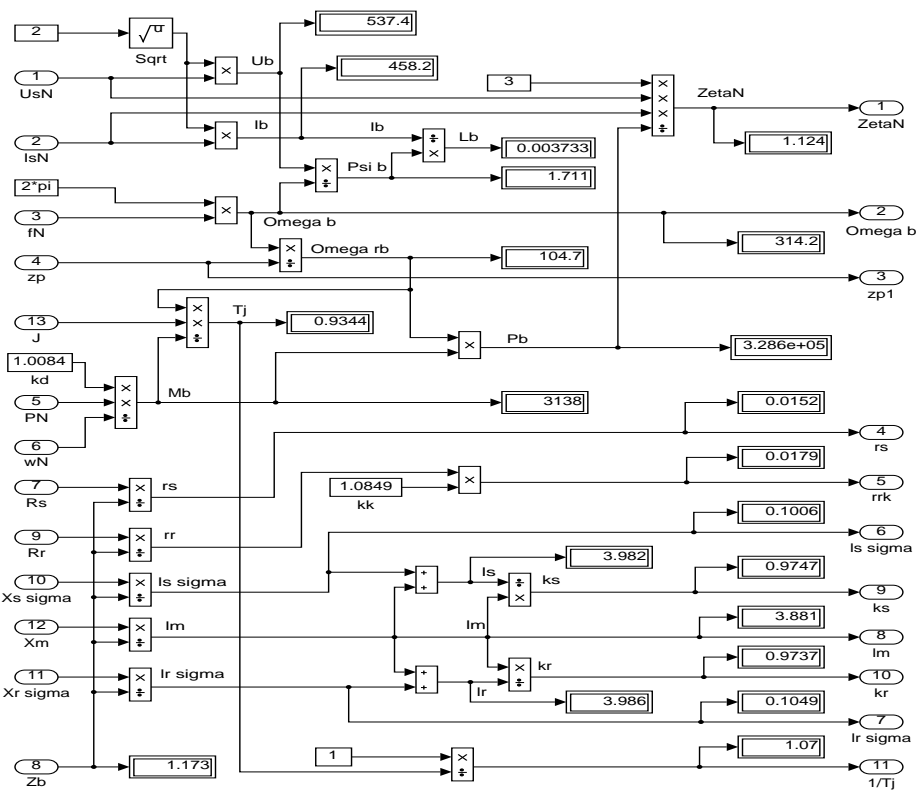 2
√u
Sqrt
537.4
1
UsN
×
Ub
458.2
3
×
×
×
÷
ZetaN
1
ZetaN
2
IsN
×
Ib
Ib
÷
×
Lb
0.003733
1.124
×
÷
Psi b
1.711
2*pi
3
fN
×
Omega b
2
Omega b
4
zp
×
÷
Omega rb
104.7
314.2
3
zp1
13
J
×
×
÷
Tj
0.9344
×
Pb
3.286e+05
1.0084
kd
5
PN
×
×
÷
Mb
3138
0.0152
6
wN
4
rs
7
Rs
×
÷
rs
1.0849
kk
×
0.0179
5
rrk
9
Rr
×
÷
rr
0.1006
6
ls sigma
10
Xs sigma
×
÷
ls sigma
+
+
ls
3.982
÷
×
ks
0.9747
9
ks
12
Xm
×
÷
lm
lm
3.881
8
lm
11
Xr sigma
×
÷
lr sigma
+
+
lr
×
÷
kr
0.9737
10
kr
3.986
0.1049
7
lr sigma
8
Zb
1.173
1
×
÷
1.07
11
1/Tj